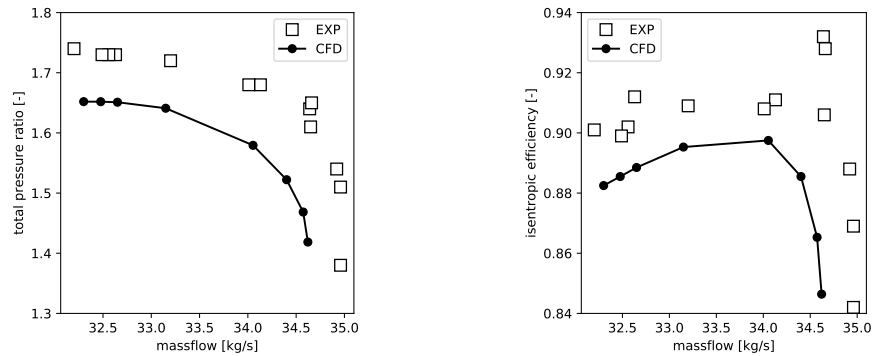 1.8
1.7
1.6
1.5
1.4
1.3
total pressure ratio [-]
EXP
CFD
32.5 33.0 33.5 34.0 34.5 35.0
massflow [kg/s]
0.94
0.92
0.90
0.88
0.86
0.84
isentropic efficiency [-]
EXP
CFD
32.5 33.0 33.5 34.0 34.5 35.0
massflow [kg/s]